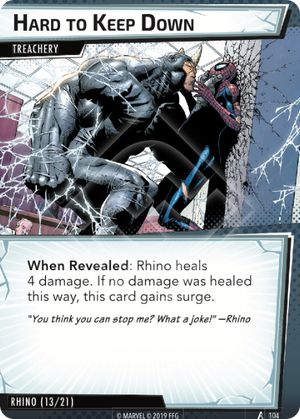 Hard to Keep Down
TREACHERY
When Revealed: Rhino heals
4 damage. If no damage was healed
this way, this card gains surge.
"You think you can stop me? What a joke!" —Rhino
RHINO (13/21)
© MARVEL © 2019 FFG
104